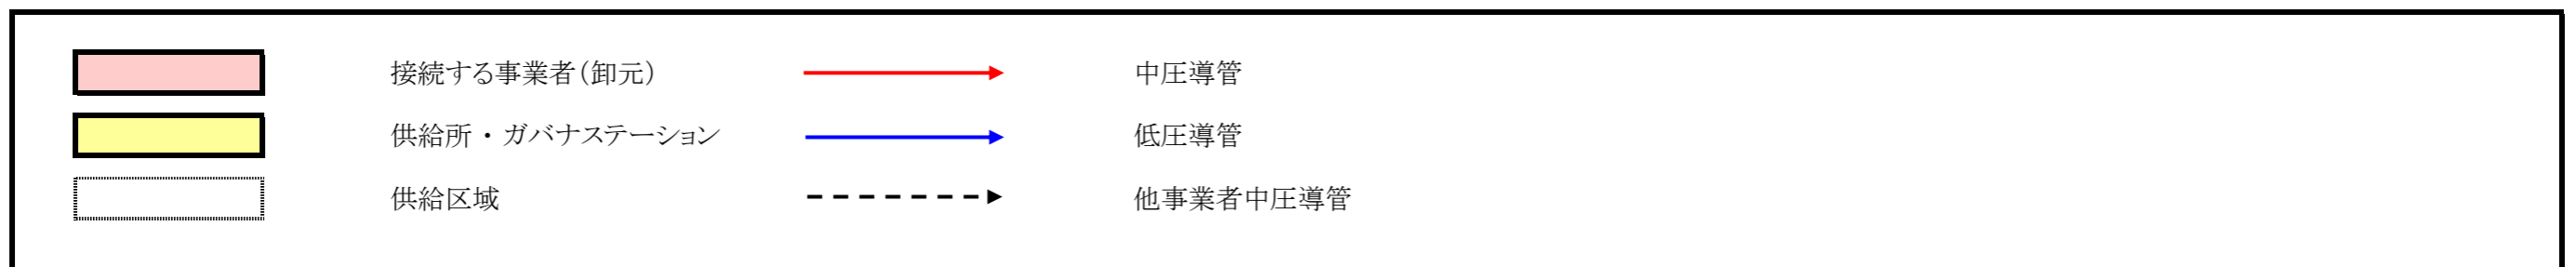 接続する事業者(卸元) 中圧導管
供給所・ガバナステーション 低圧導管
供給区域 他事業者中圧導管